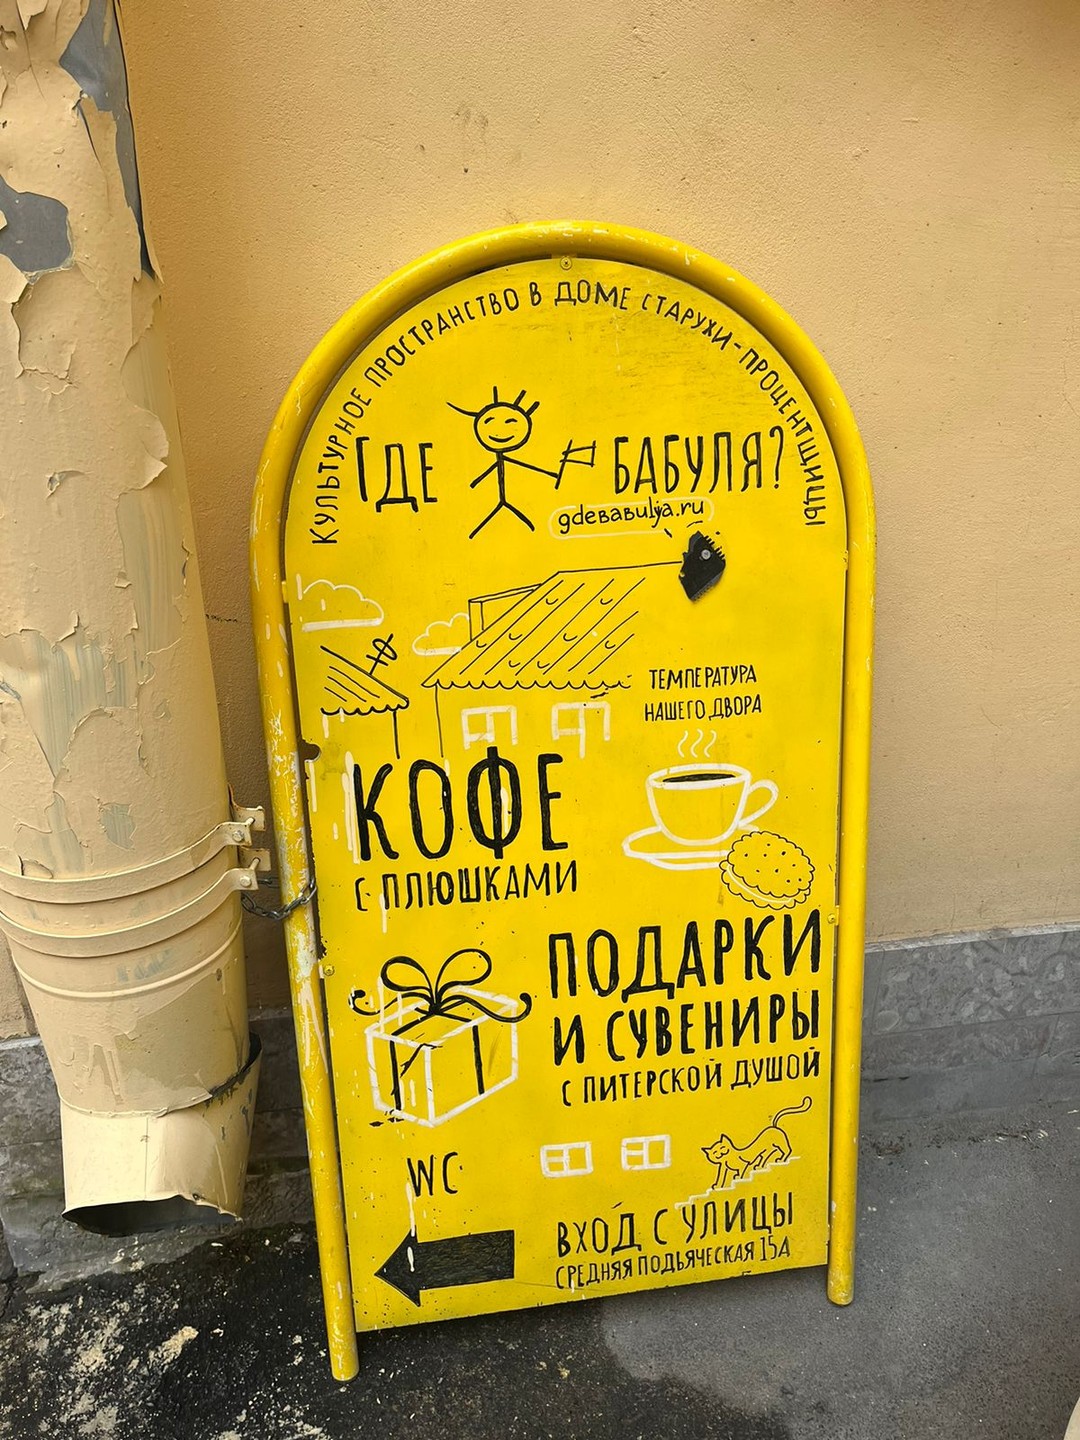 Культурное пространство в доме старухи-процентщицы
Где бабуля?
gdeваbulja.ru
Температура
нашего двора
Кофе
с плюшками
Подарки
и сувениры
с питерской душой
WC
Вход с улицы
Средняя Подьяческая 15А